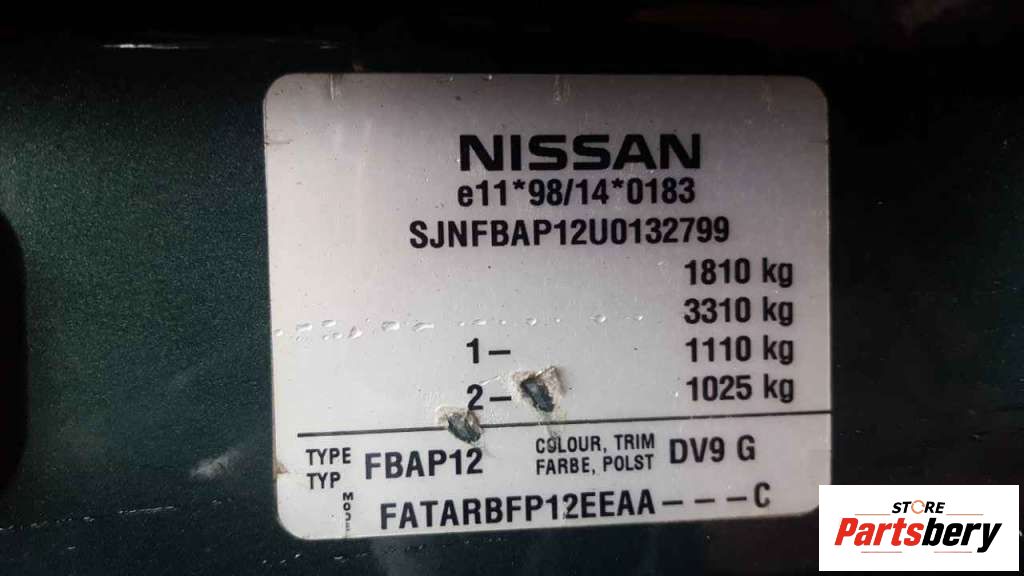 NISSAN
e11*98/14*0183
SJNFBAP12U0132799
1810 kg
3310 kg
1– 1110 kg
2– 1025 kg
TYPE
TYP
FBAP12
COLOUR, TRIM
FARBE, POLST
DV9 G
FATARBFP12EEAA–––C
STORE
Partsbery